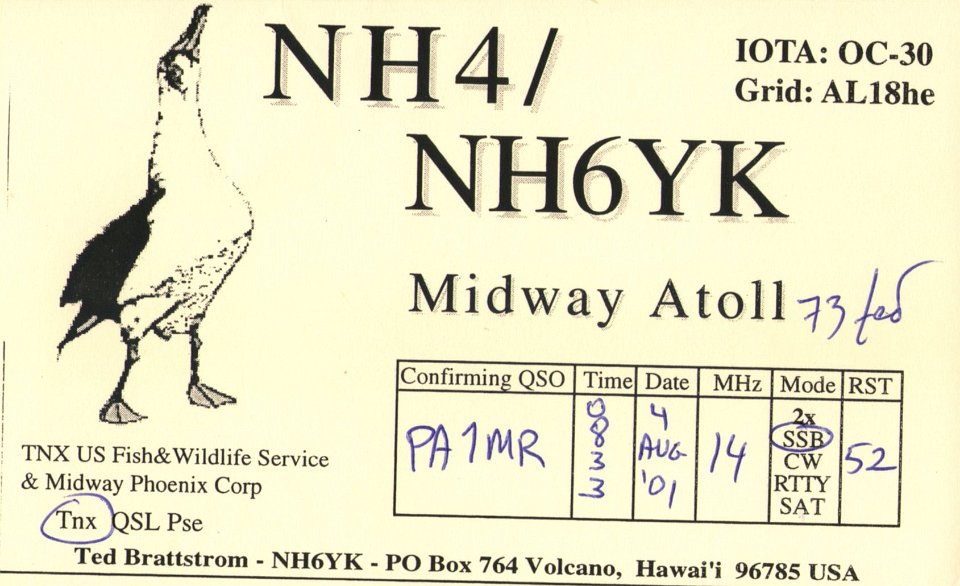 NH4/
IOTA: OC-30
Grid: AL18he
NH6YK
Midway Atoll 73 Ted
Confirming QSO Time Date MHz Mode RST
PA1MR 0833 4 AUG '01 14 2x SSB CW RTTY SAT 52
TNX US Fish&Wildlife Service
& Midway Phoenix Corp
Tnx QSL Pse
Ted Brattstrom - NH6YK - PO Box 764 Volcano, Hawai'i 96785 USA